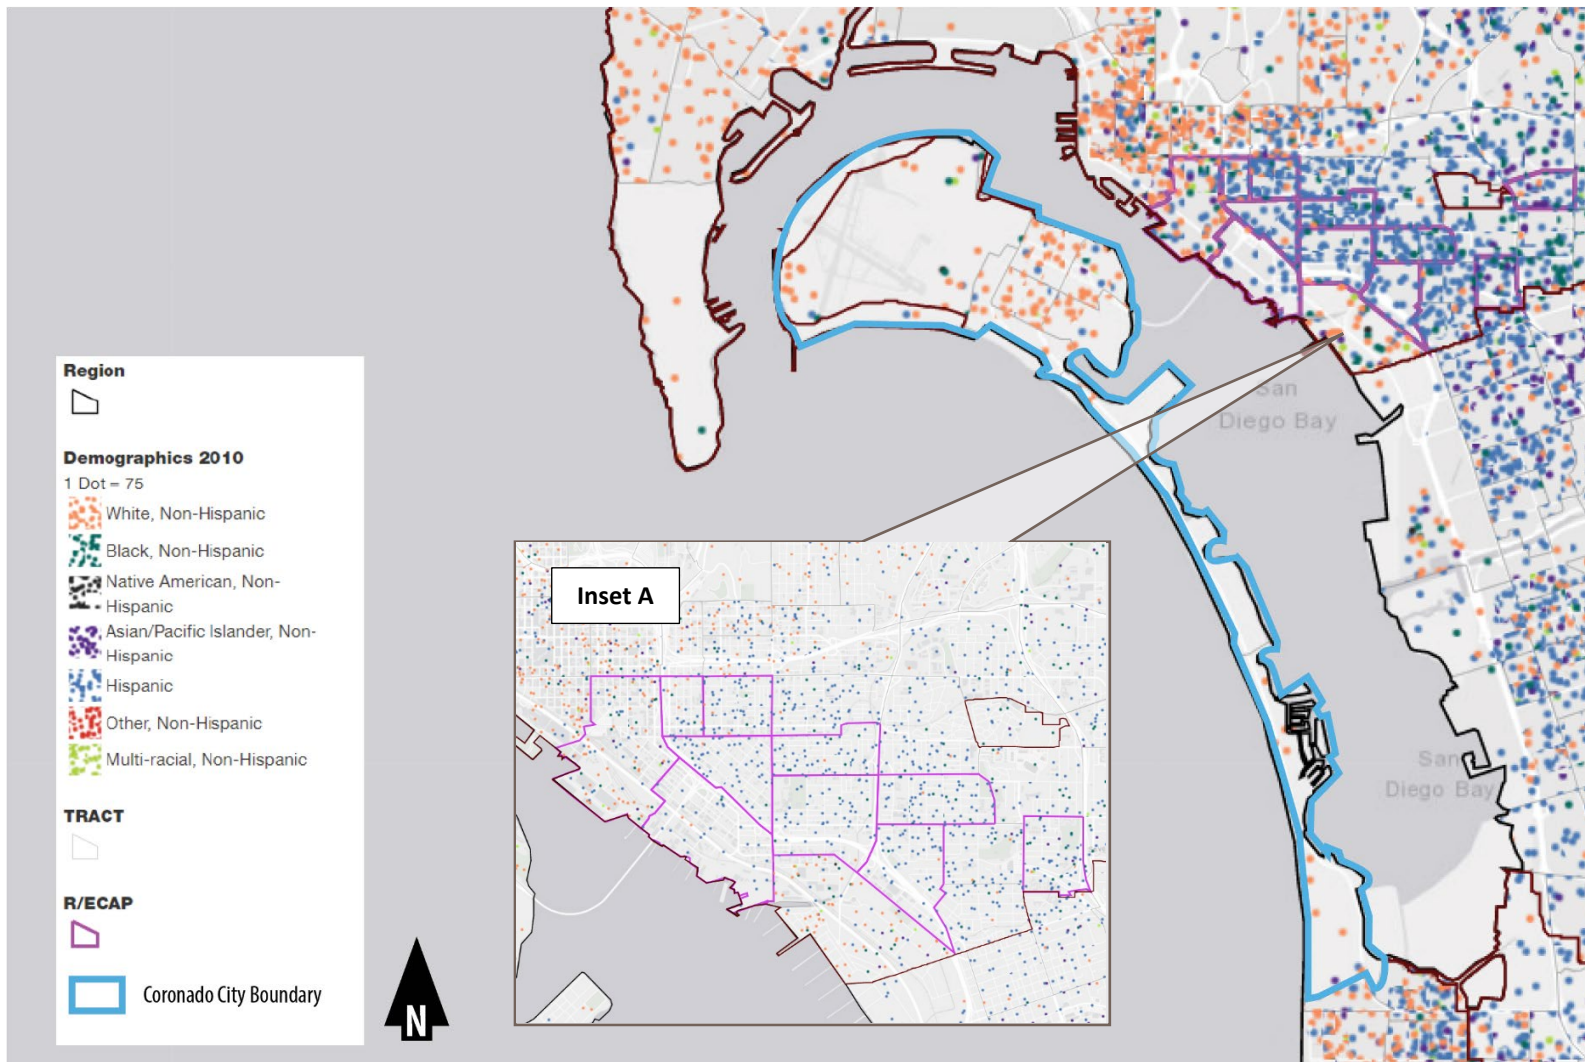 Region
Demographics 2010
1 Dot = 75
White, Non-Hispanic
Black, Non-Hispanic
Native American, Non-
Hispanic
Asian/Pacific Islander, Non-
Hispanic
Hispanic
Other, Non-Hispanic
Multi-racial, Non-Hispanic
TRACT
R/ECAP
Coronado City Boundary
N
Inset A
San
Diego Bay
San
Diego Bay